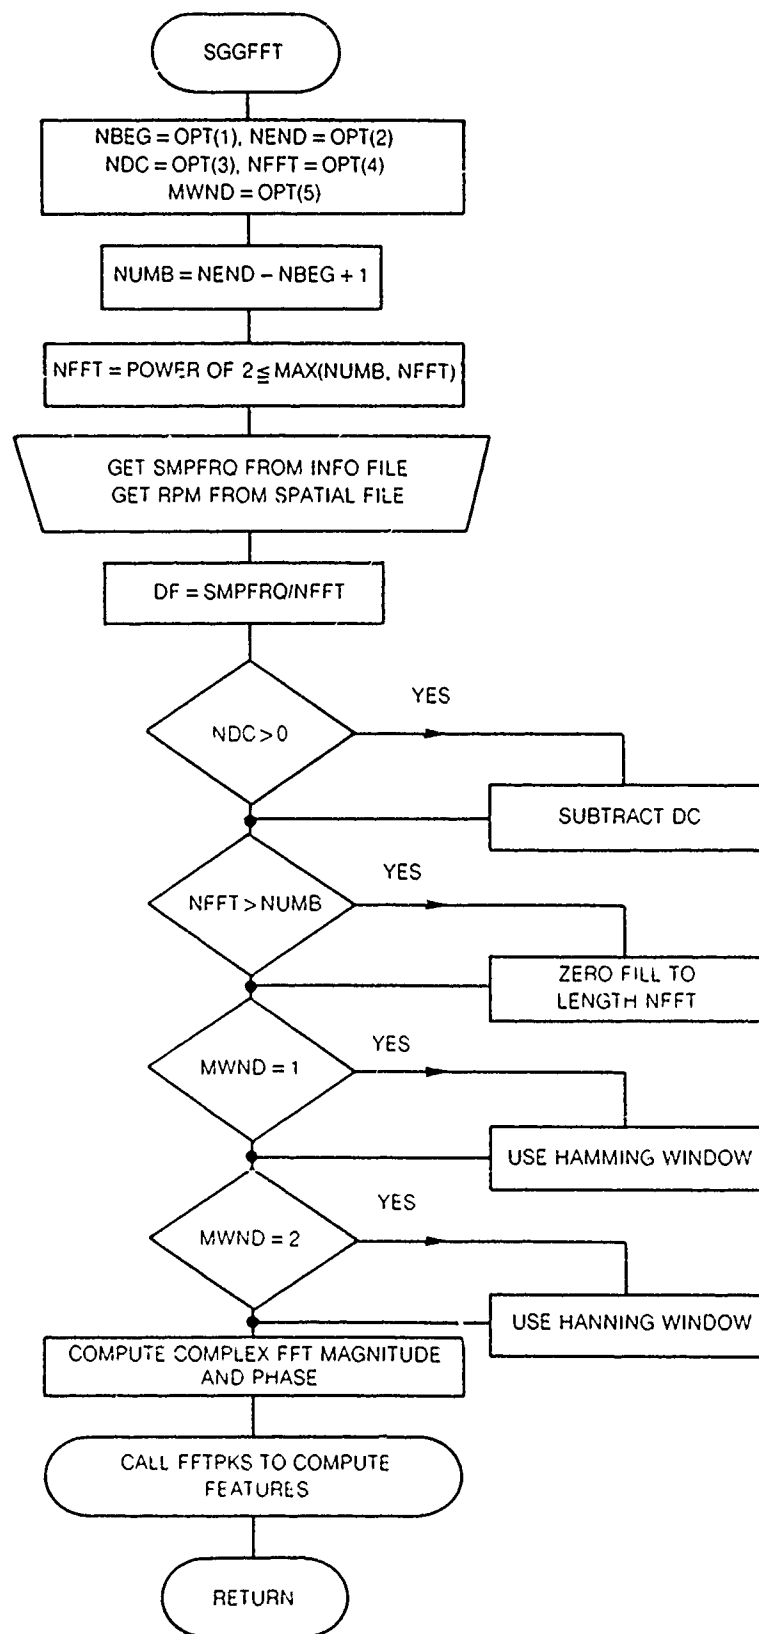 SGGFFT
NBEG = OPT(1), NEND = OPT(2)
NDC = OPT(3), NFFT = OPT(4)
MWND = OPT(5)
NUMB = NEND − NBEG + 1
NFFT = POWER OF 2 ≦ MAX(NUMB, NFFT)
GET SMPFRQ FROM INFO FILE
GET RPM FROM SPATIAL FILE
DF = SMPFRQ/NFFT
YES
NDC > 0
SUBTRACT DC
YES
NFFT > NUMB
ZERO FILL TO
LENGTH NFFT
YES
MWND = 1
USE HAMMING WINDOW
YES
MWND = 2
USE HANNING WINDOW
COMPUTE COMPLEX FFT MAGNITUDE
AND PHASE
CALL FFTPKS TO COMPUTE
FEATURES
RETURN